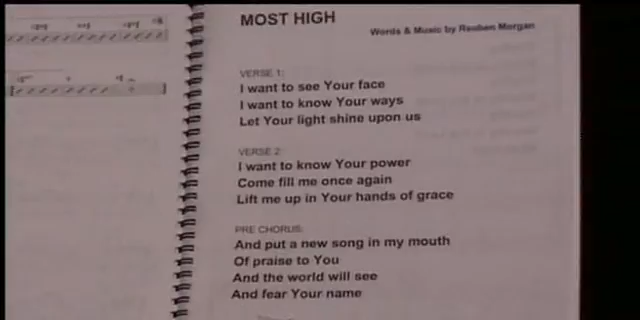 MOST HIGH
Words & Music by Reuben Morgan
VERSE 1:
I want to see Your face
I want to know Your ways
Let Your light shine upon us
VERSE 2:
I want to know Your power
Come fill me once again
Lift me up in Your hands of grace
PRE CHORUS:
And put a new song in my mouth
Of praise to You
And the world will see
And fear Your name